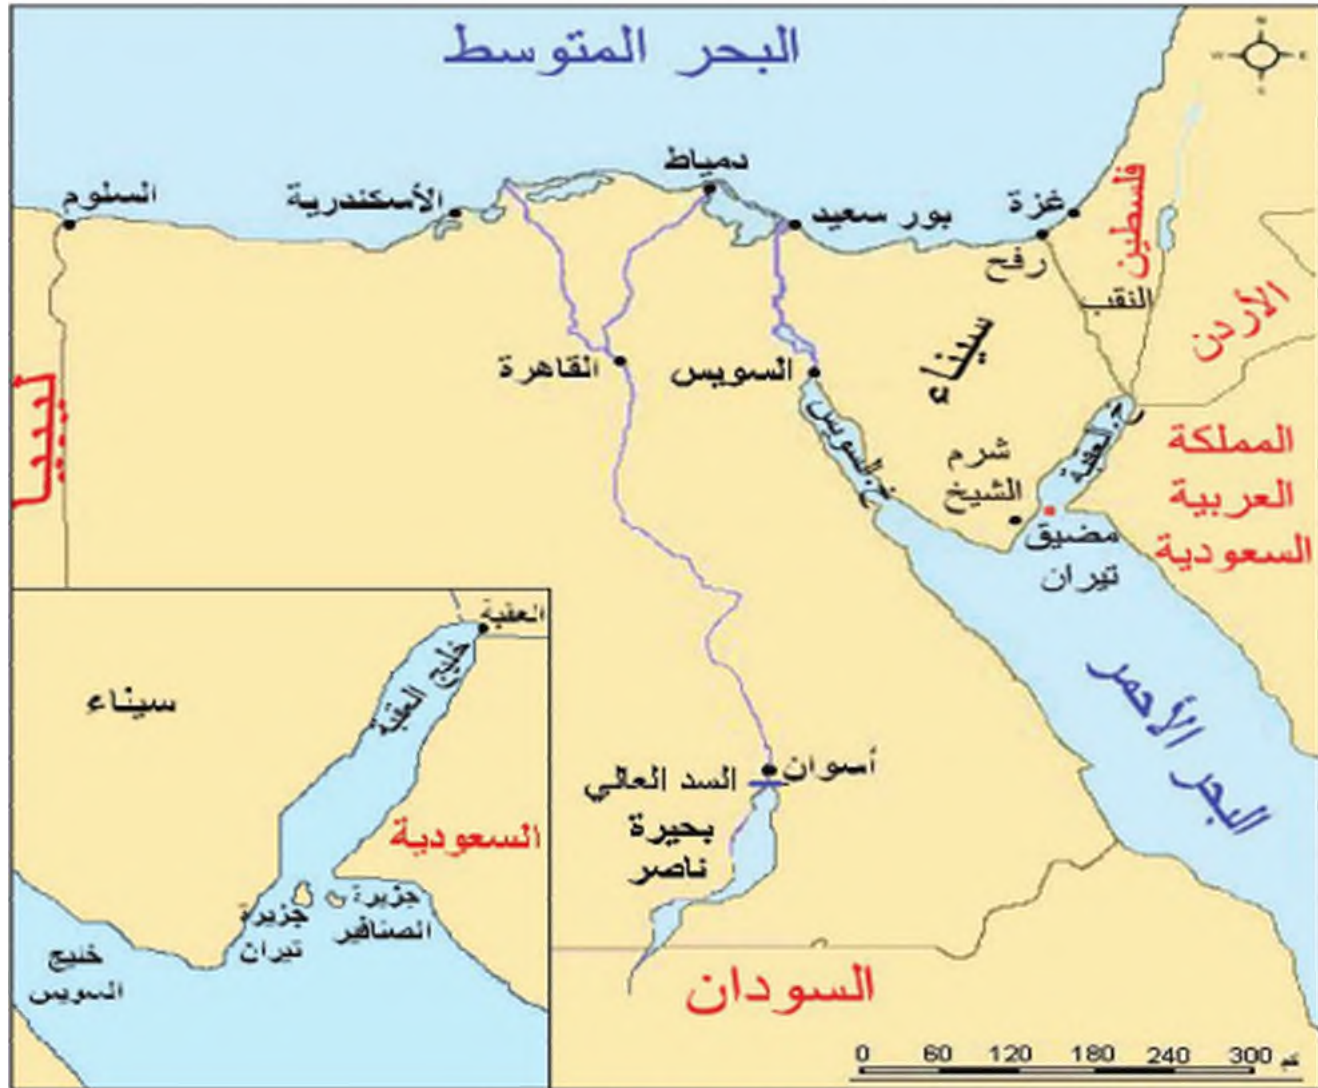 البحر المتوسط
N
W
E
دمياط
السلوم
الأسكندرية
بور سعيد
غزة
رفح
فلسطين
النقب
الأردن
سيناء
القاهرة
السويس
خ.السويس
خ.العقبة
ليبيا
شرم
الشيخ
مضيق
تيران
المملكة
العربية
السعودية
البحر الأحمر
أسوان
السد العالي
بحيرة
ناصر
السودان
العقبة
خليج العقبة
سيناء
السعودية
جزيرة
تيران
جزيرة
الصنافير
خليج
السويس
0 60 120 180 240 300 كم